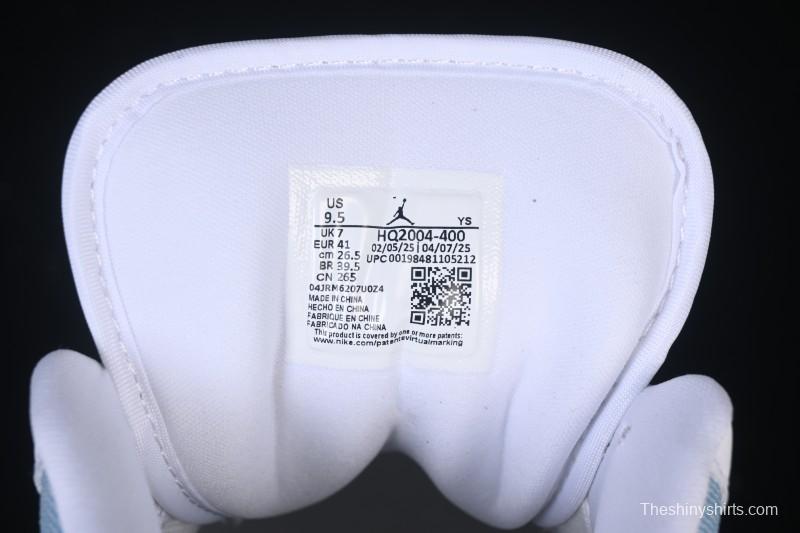 US
9.5
YS
UK 7
EUR 41
cm 26.5
BR 39.5
CN 265
HQ2004-400
02/05/25 | 04/07/25
UPC 00198481105212
04JRM6207U0Z4
MADE IN CHINA
HECHO EN CHINA
FABRIQUE EN CHINE
FABRICADO NA CHINA
This product is covered by one or more patents:
www.nike.com/patentsvirtualmarking
Theshinyshirts.com